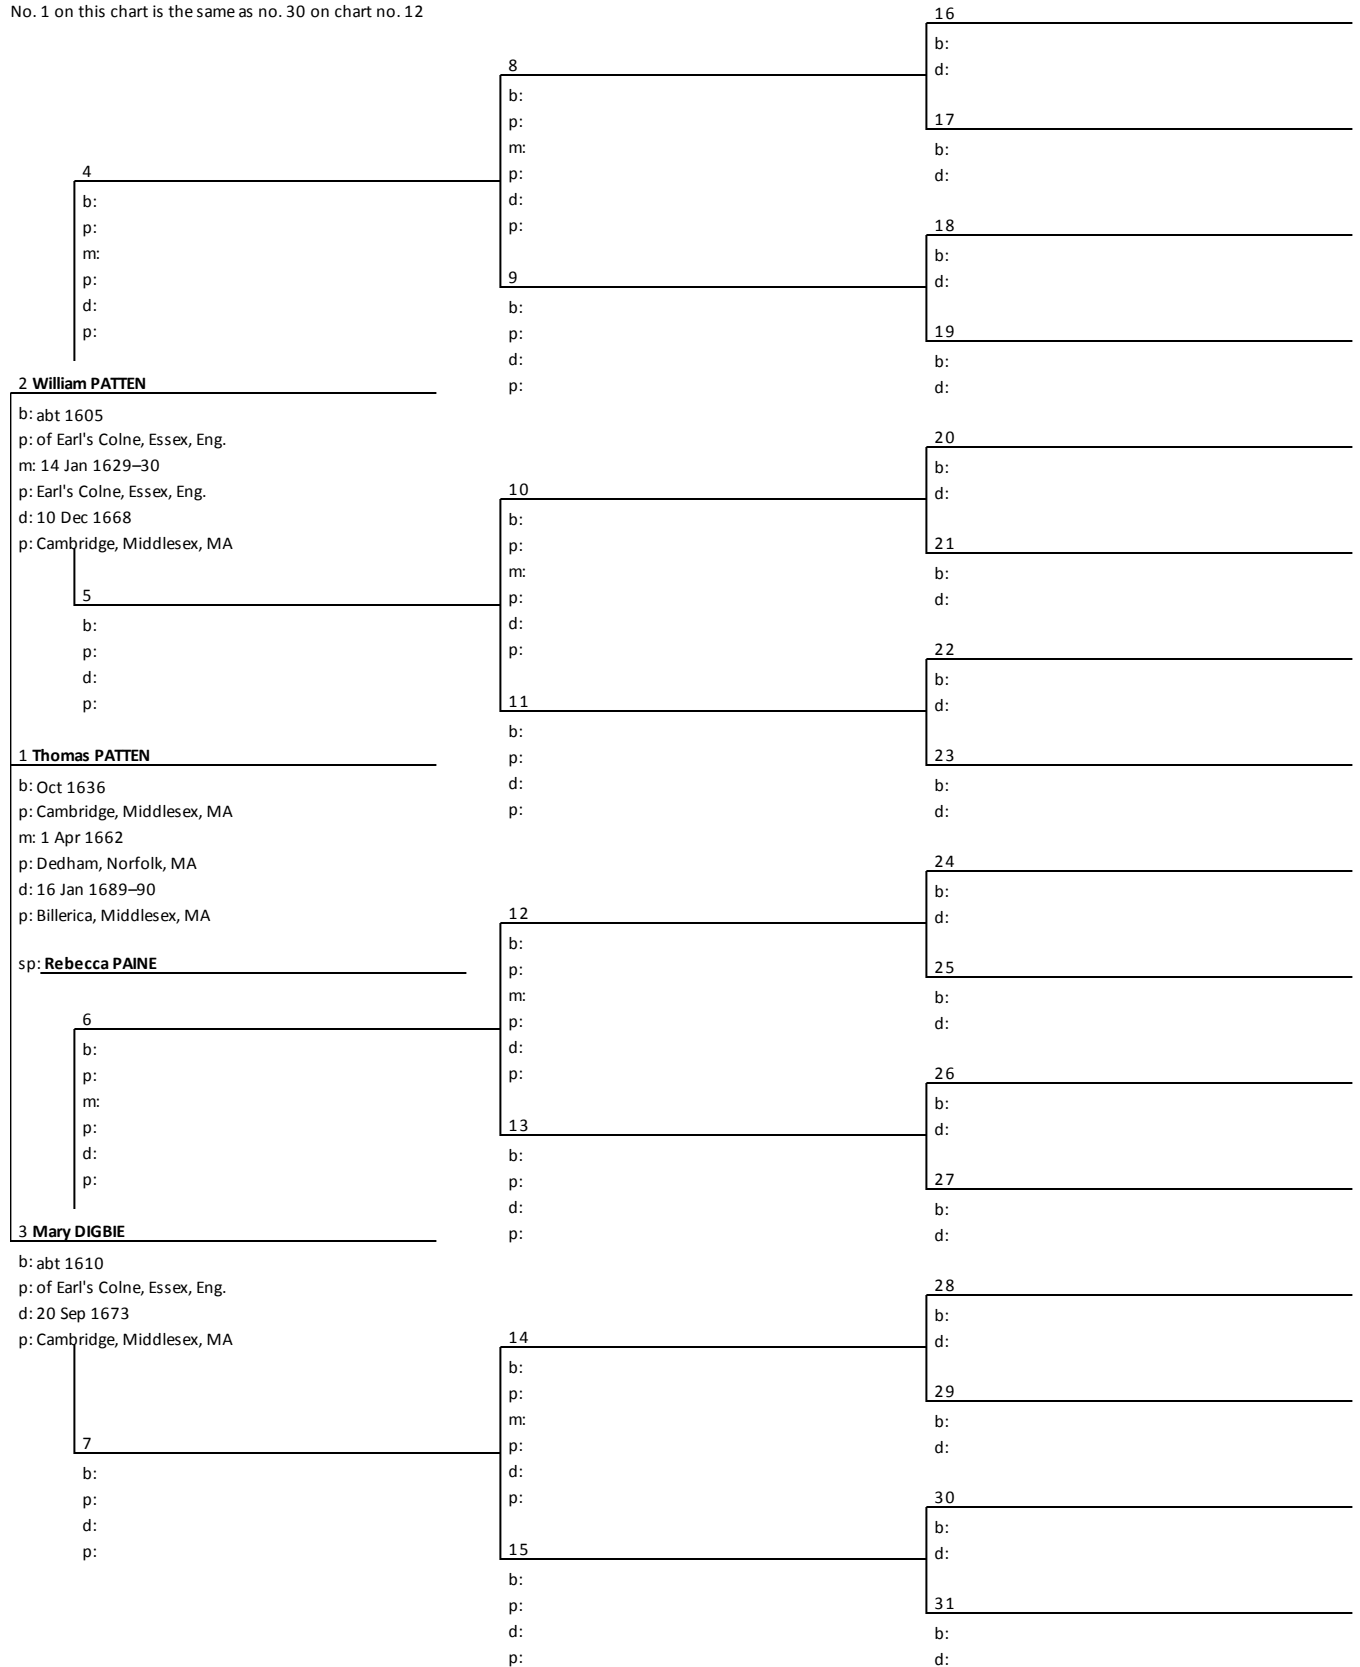 No. 1 on this chart is the same as no. 30 on chart no. 12
2 William PATTEN
b: abt 1605
p: of Earl's Colne, Essex, Eng.
m: 14 Jan 1629–30
p: Earl's Colne, Essex, Eng.
d: 10 Dec 1668
p: Cambridge, Middlesex, MA
1 Thomas PATTEN
b: Oct 1636
p: Cambridge, Middlesex, MA
m: 1 Apr 1662
p: Dedham, Norfolk, MA
d: 16 Jan 1689–90
p: Billerica, Middlesex, MA
sp: Rebecca PAINE
3 Mary DIGBIE
b: abt 1610
p: of Earl's Colne, Essex, Eng.
d: 20 Sep 1673
p: Cambridge, Middlesex, MA
4
b:
p:
m:
p:
d:
p:
5
b:
p:
d:
p:
6
b:
p:
m:
p:
d:
p:
7
b:
p:
d:
p:
8
b:
p:
m:
p:
d:
p:
9
b:
p:
d:
p:
10
b:
p:
m:
p:
d:
p:
11
b:
p:
d:
p:
12
b:
p:
m:
p:
d:
p:
13
b:
p:
d:
p:
14
b:
p:
m:
p:
d:
p:
15
b:
p:
d:
p:
16
b:
d:
17
b:
d:
18
b:
d:
19
b:
d:
20
b:
d:
21
b:
d:
22
b:
d:
23
b:
d:
24
b:
d:
25
b:
d:
26
b:
d:
27
b:
d:
28
b:
d:
29
b:
d:
30
b:
d:
31
b:
d: